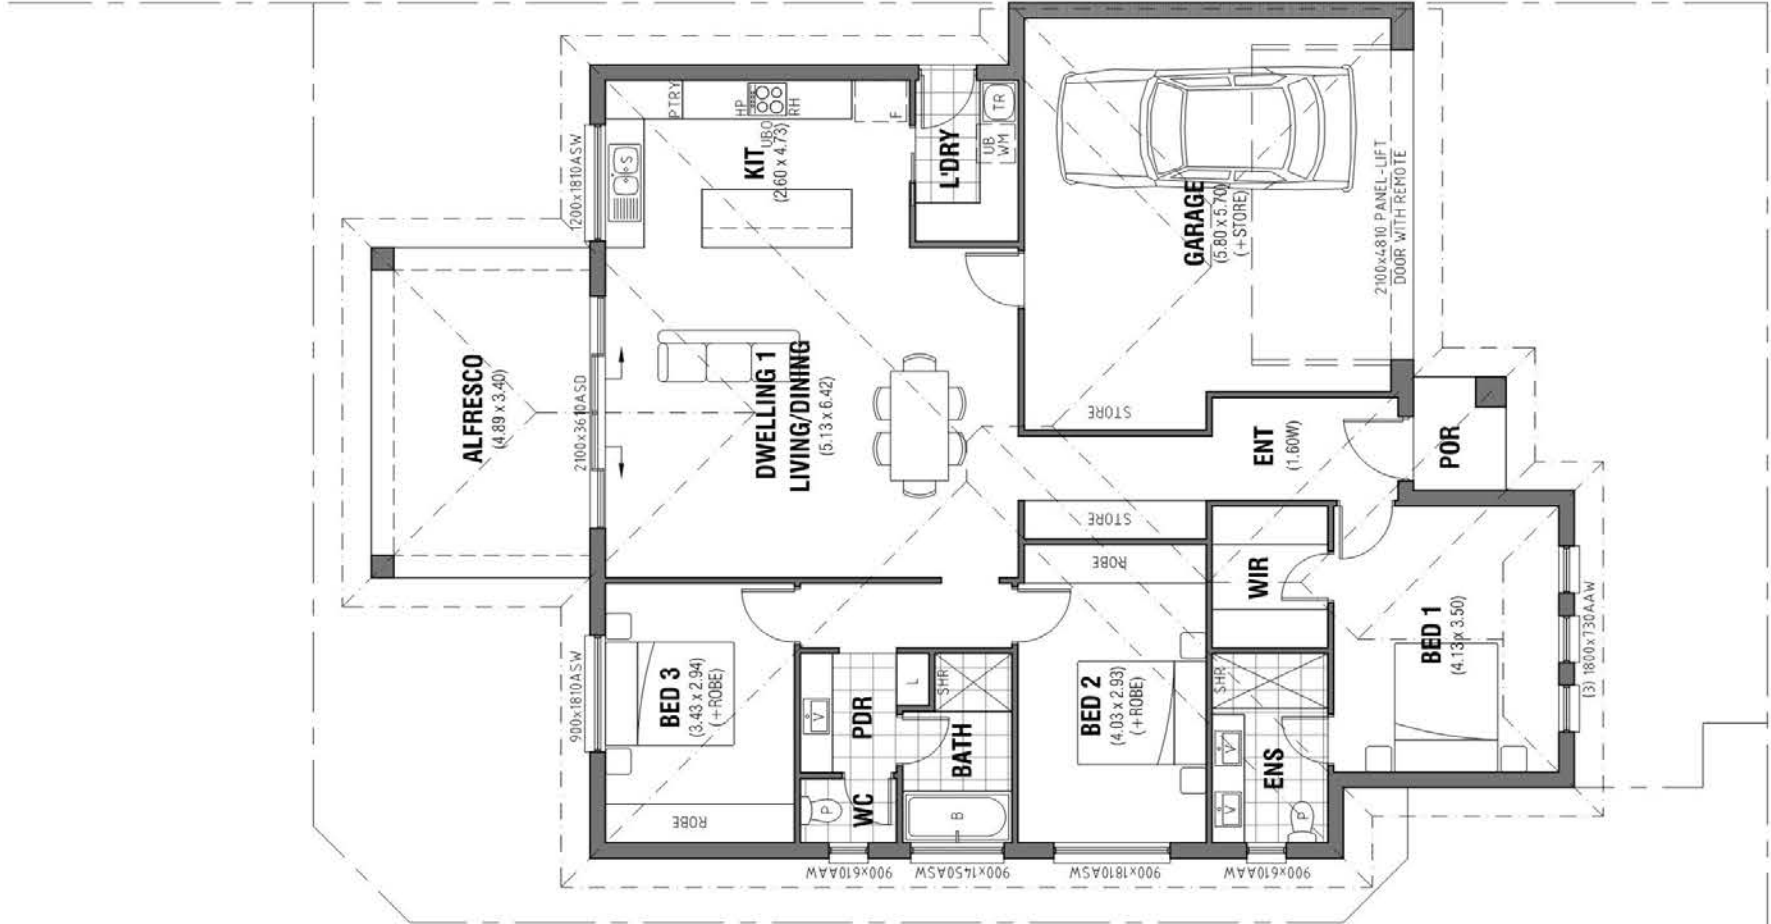 1200x1810ASW
PTRY
HP
UBO
RH
F
KIT
(2.60 x 4.73)
S
L'DRY
UB
WM
TR
GARAGE
(5.80 x 5.70)
(+STORE)
2100x4810 PANEL-LIFT
DOOR WITH REMOTE
ALFRESCO
(4.89 x 3.40)
2100x3610ASD
DWELLING 1
LIVING/DINING
(5.13 x 6.42)
STORE
ENT
(1.60W)
POR
STORE
ROBE
WIR
BED 1
(4.13 x 3.50)
(3) 1800x730AAW
900x1810ASW
BED 3
(3.43 x 2.94)
(+ROBE)
ROBE
V
PDR
L
SHR
BATH
WC
P
B
BED 2
(4.03 x 2.93)
(+ROBE)
SHR
V
V
ENS
P
900x610AAW
900x1450ASW
900x1810ASW
900x610AAW